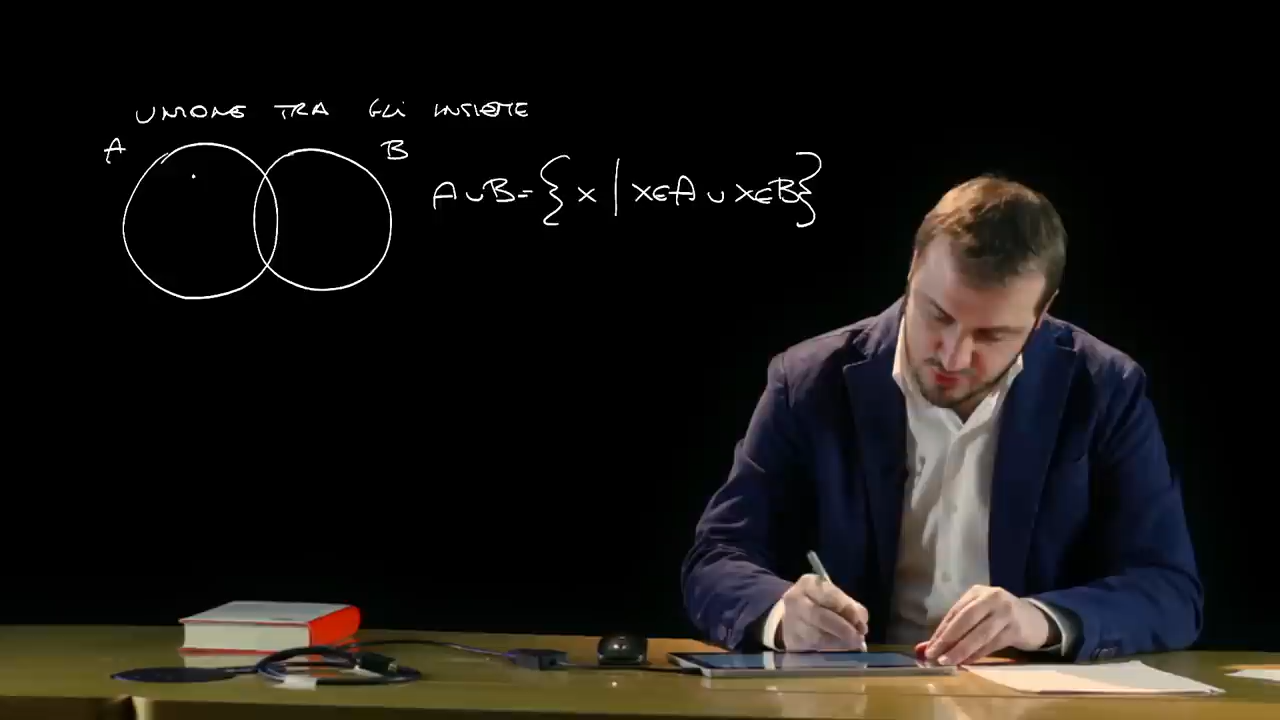 UNIONE TRA GLI INSIEME
A B
A∪B={x|x∈A ∪ x∈B}